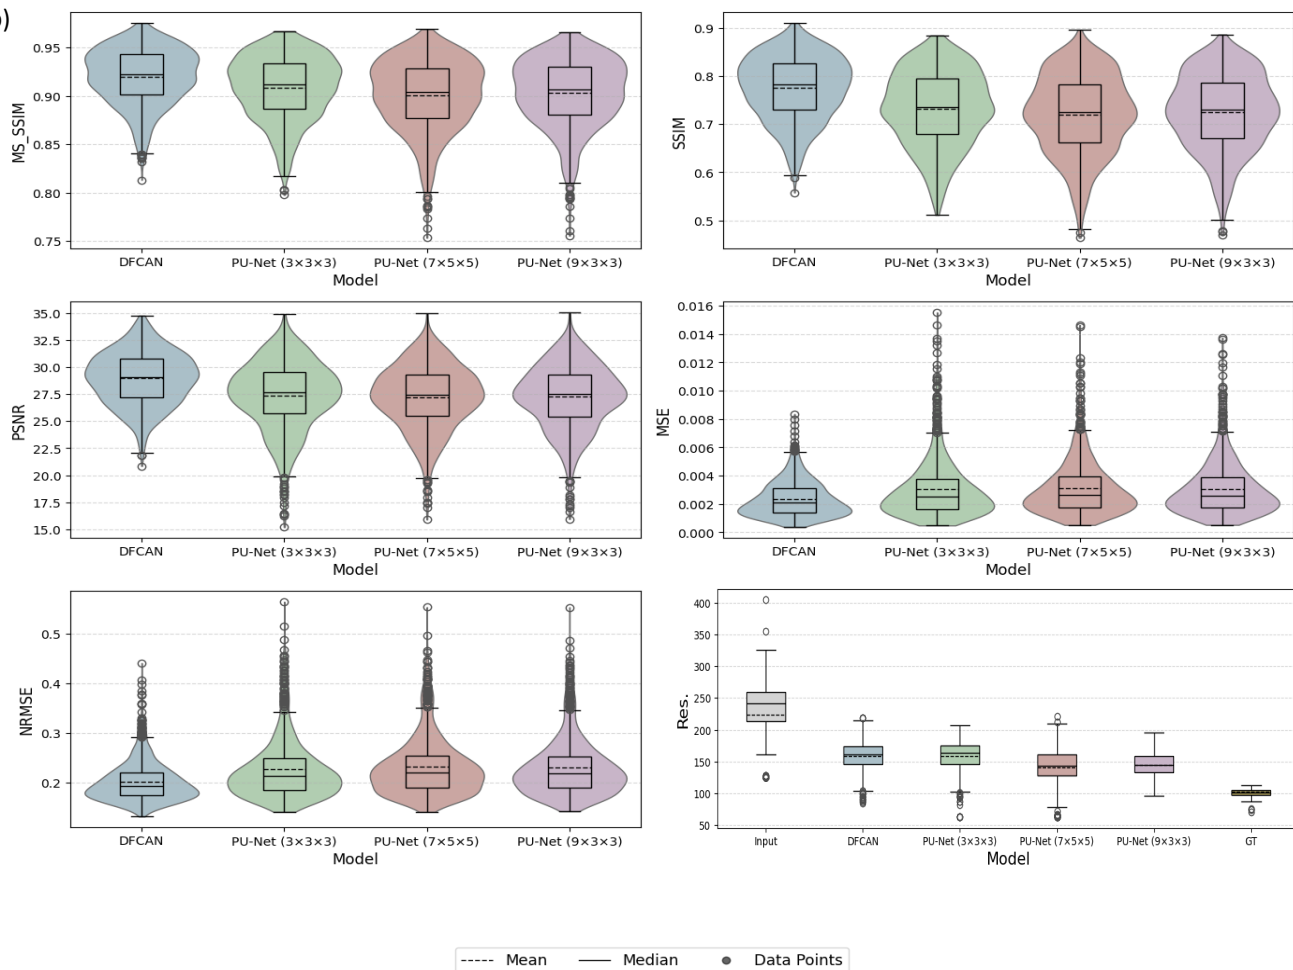 )
0.95
0.90
0.85
0.80
0.75
MS_SSIM
DFCAN PU-Net (3×3×3) PU-Net (7×5×5) PU-Net (9×3×3)
Model
0.9
0.8
0.7
0.6
0.5
SSIM
DFCAN PU-Net (3×3×3) PU-Net (7×5×5) PU-Net (9×3×3)
Model
35.0
32.5
30.0
27.5
25.0
22.5
20.0
17.5
15.0
PSNR
DFCAN PU-Net (3×3×3) PU-Net (7×5×5) PU-Net (9×3×3)
Model
0.016
0.014
0.012
0.010
0.008
0.006
0.004
0.002
0.000
MSE
DFCAN PU-Net (3×3×3) PU-Net (7×5×5) PU-Net (9×3×3)
Model
0.5
0.4
0.3
0.2
NRMSE
DFCAN PU-Net (3×3×3) PU-Net (7×5×5) PU-Net (9×3×3)
Model
400
350
300
250
200
150
100
50
Res.
Input DFCAN PU-Net (3×3×3) PU-Net (7×5×5) PU-Net (9×3×3) GT
Model
Mean Median Data Points